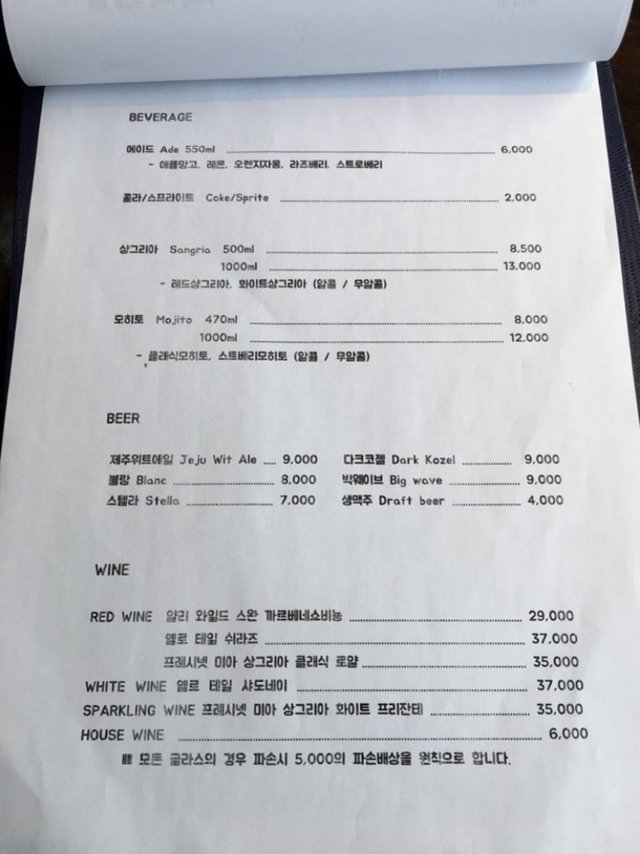 BEVERAGE
에이드 Ade 550ml 6,000
- 애플망고, 레몬, 오렌지자몽, 라즈베리, 스트로베리
콜라/스프라이트 Coke/Sprite 2,000
상그리아 Sangria 500ml 8,500
1000ml 13,000
- 레드상그리아, 화이트상그리아 (알콜 / 무알콜)
모히토 Mojito 470ml 8,000
1000ml 12,000
- 클래식모히토, 스트베리모히토 (알콜 / 무알콜)
BEER
제주위트에일 Jeju Wit Ale 9,000 다크코젤 Dark Kozel 9,000
블랑 Blanc 8,000 빅웨이브 Big wave 9,000
스텔라 Stella 7,000 생맥주 Draft beer 4,000
WINE
RED WINE 얄리 와일드 스완 까르베네쇼비뇽 29,000
옐로 테일 쉬라즈 37,000
프레시넷 미아 상그리아 클래식 로얄 35,000
WHITE WINE 옐로 테일 샤도네이 37,000
SPARKLING WINE 프레시넷 미아 상그리아 화이트 프리잔테 35,000
HOUSE WINE 6,000
!!! 모든 글라스의 경우 파손시 5,000의 파손배상을 원칙으로 합니다.